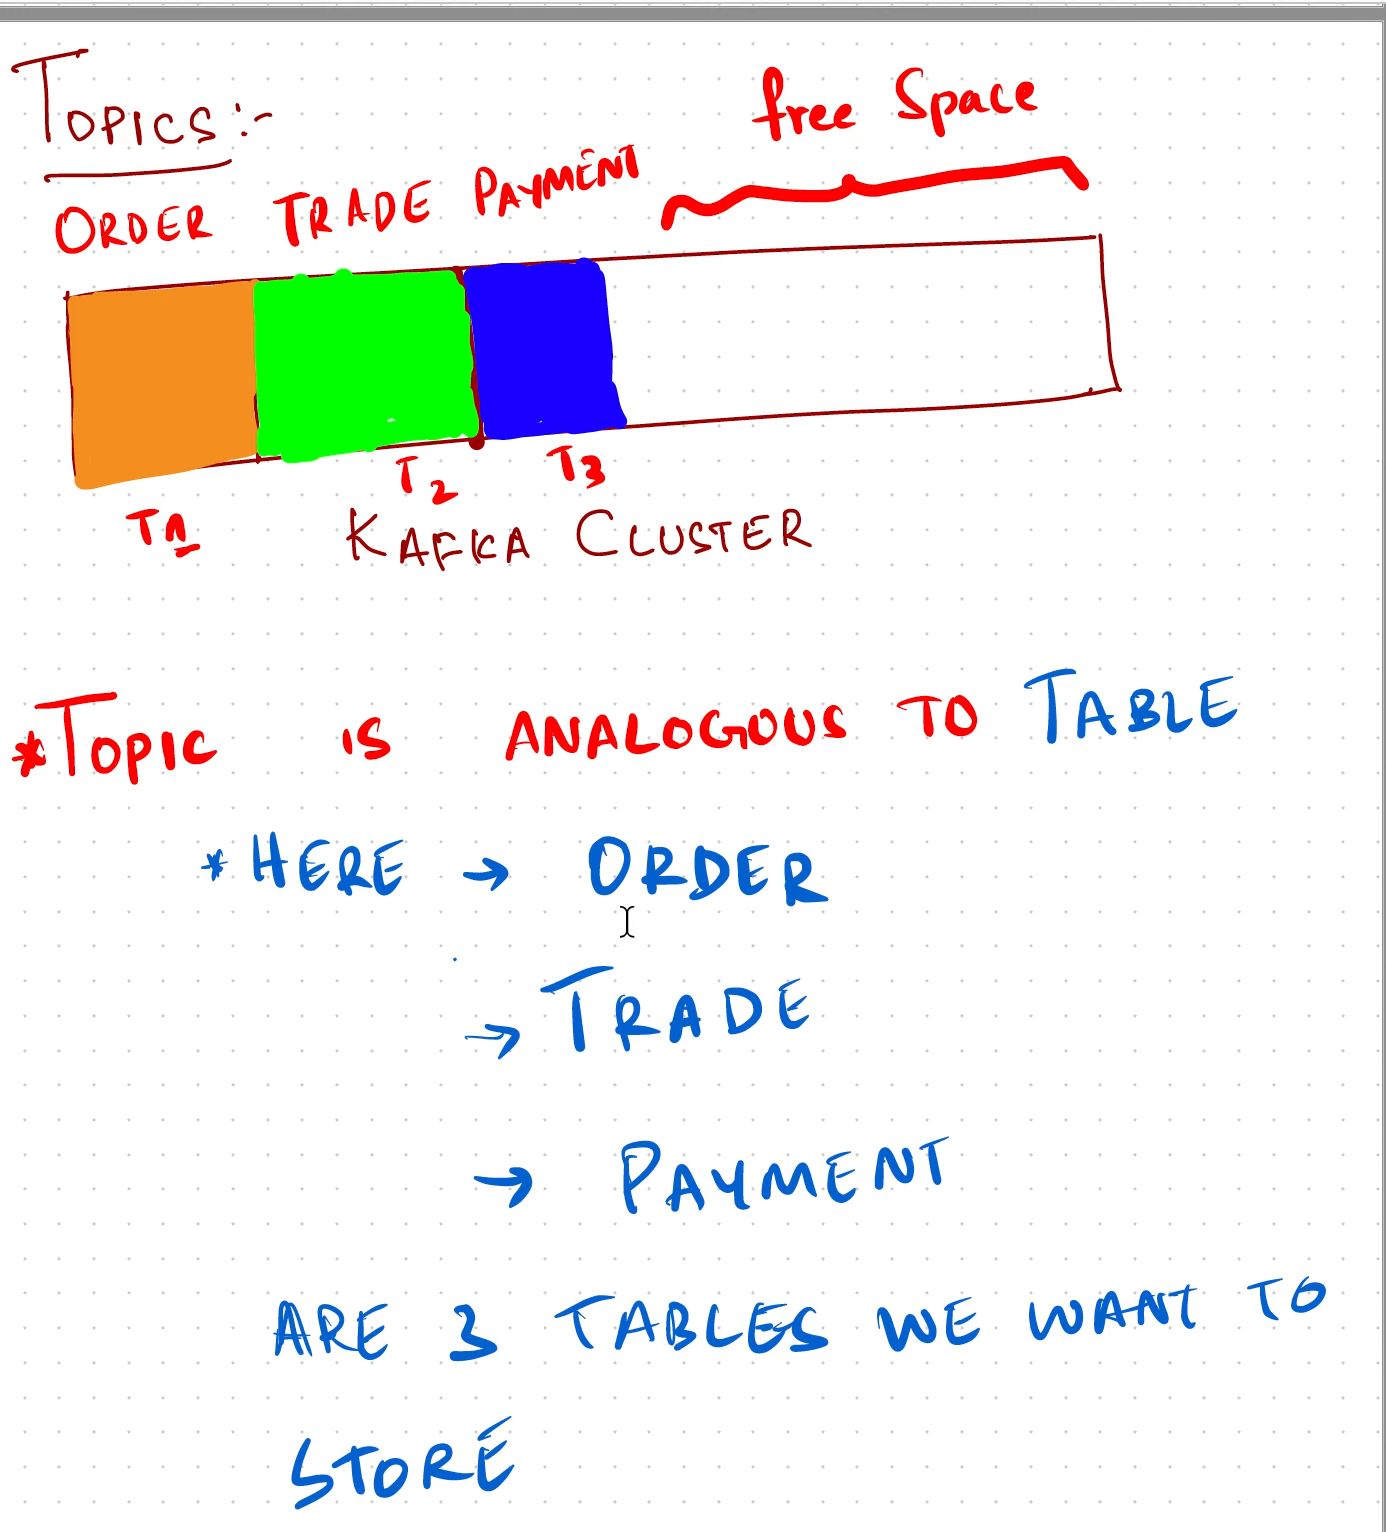 TOPICS :-
free Space
ORDER TRADE PAYMENT
T1 T2 T3
KAFKA CLUSTER
*TOPIC IS ANALOGOUS TO TABLE
* HERE → ORDER
→ TRADE
→ PAYMENT
ARE 3 TABLES WE WANT TO
STORE